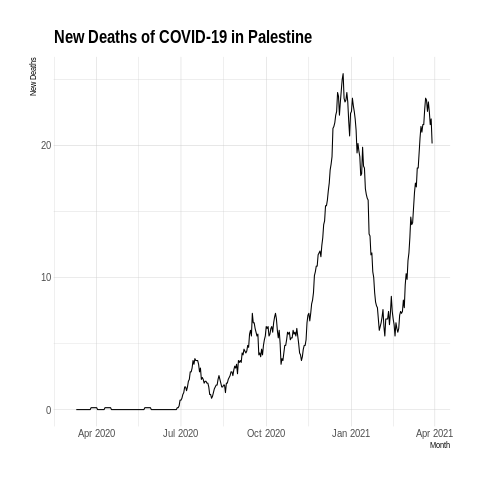 New Deaths of COVID-19 in Palestine
New Deaths
20
10
0
Apr 2020 Jul 2020 Oct 2020 Jan 2021 Apr 2021
Month